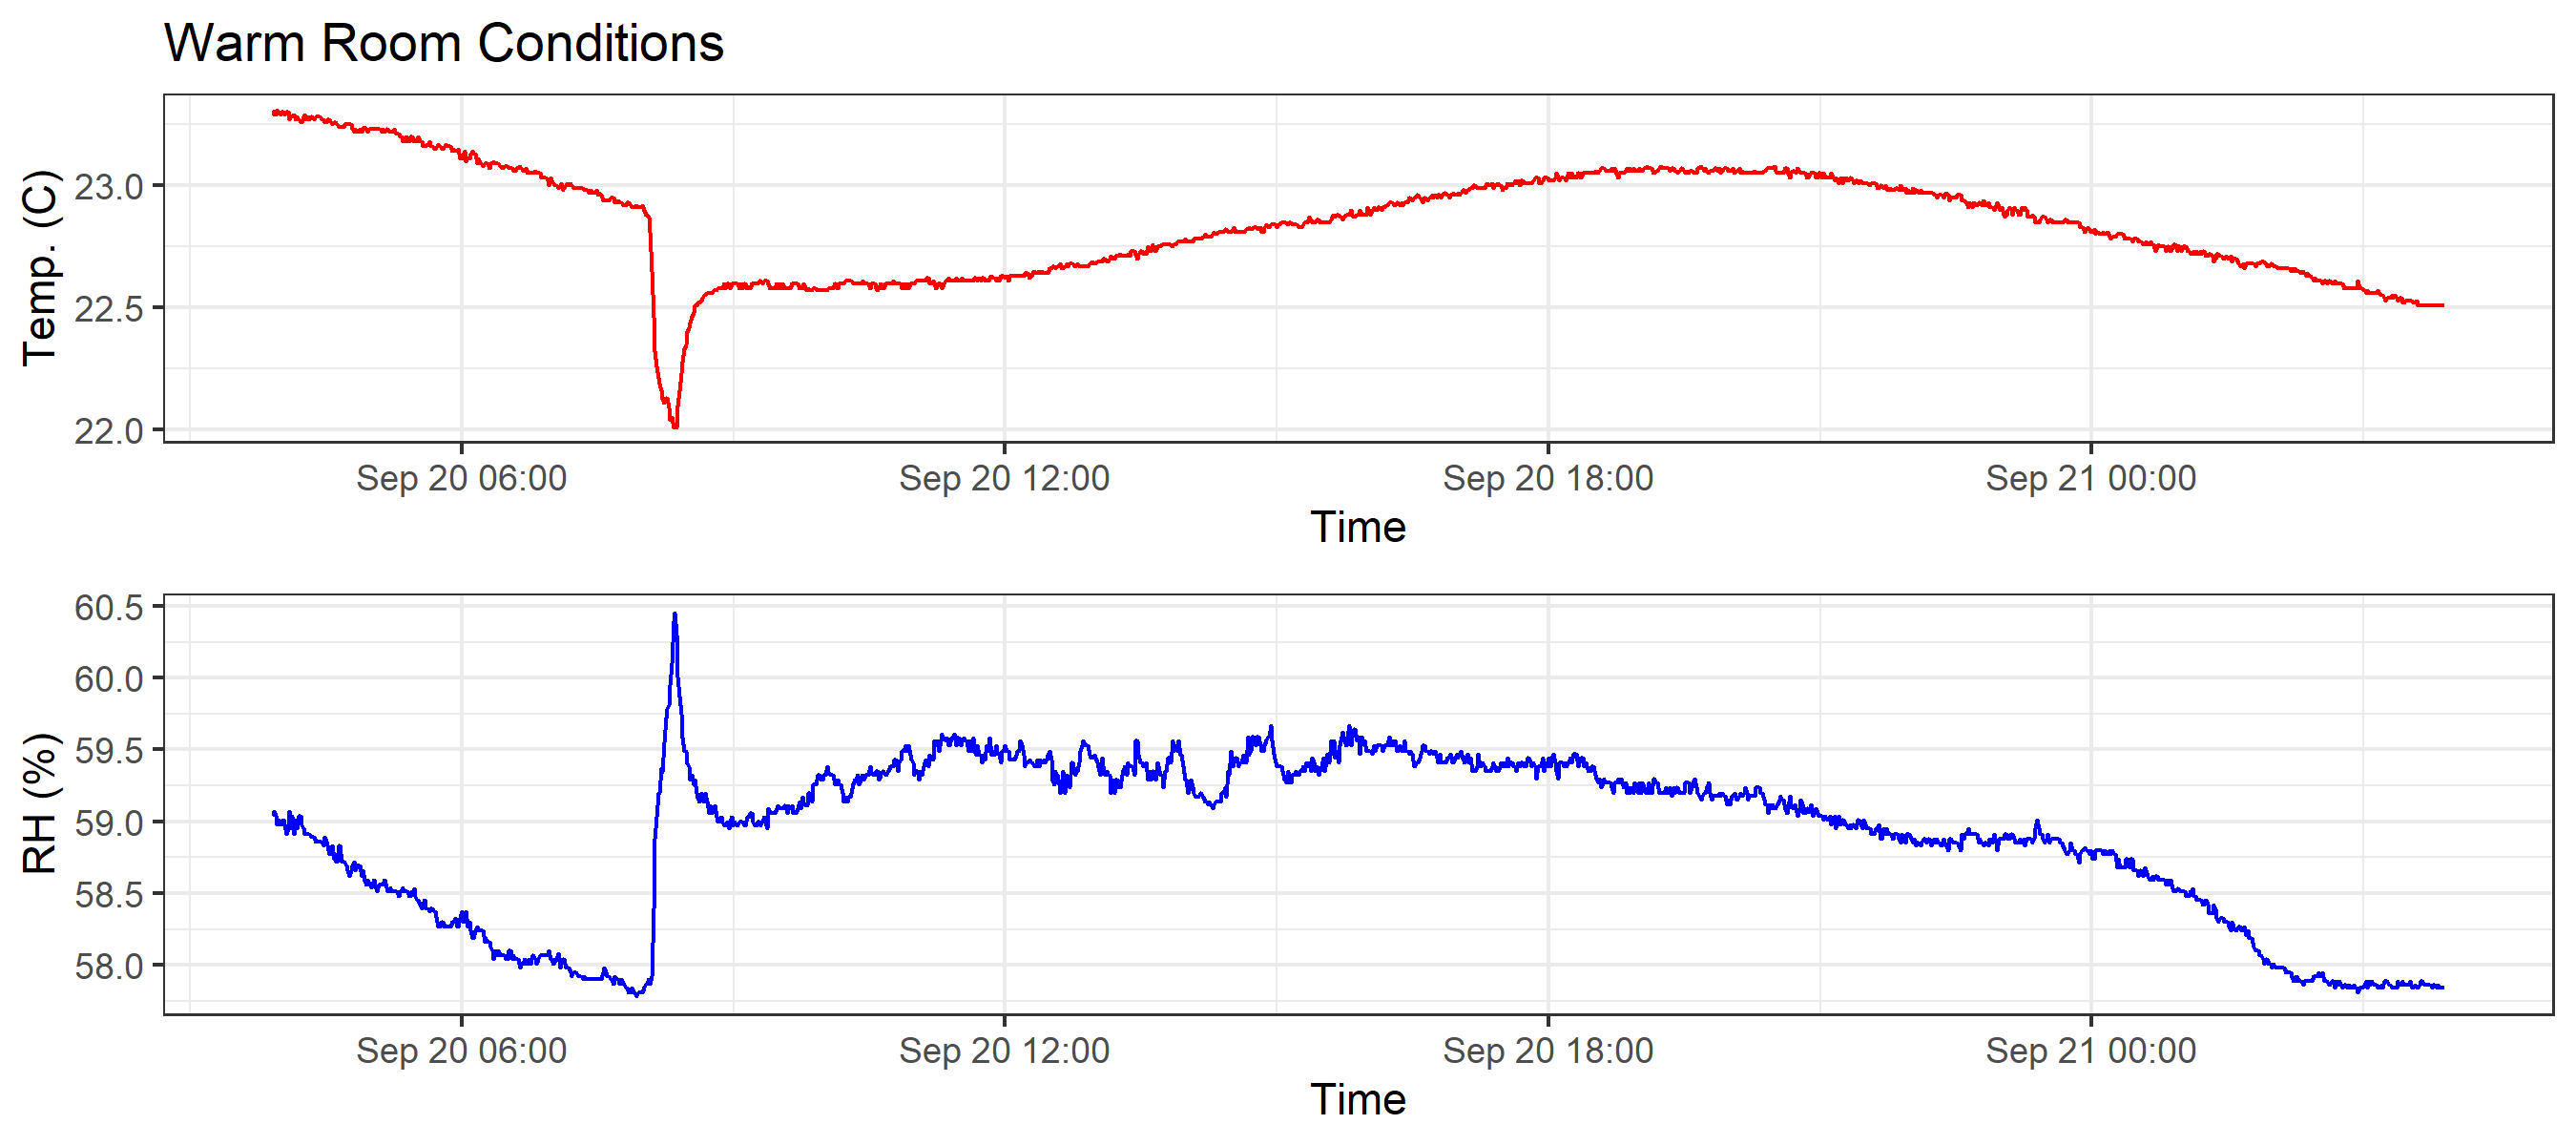 Warm Room Conditions
Temp. (C)
23.0
22.5
22.0
Sep 20 06:00 Sep 20 12:00 Sep 20 18:00 Sep 21 00:00
Time
RH (%)
60.5
60.0
59.5
59.0
58.5
58.0
Sep 20 06:00 Sep 20 12:00 Sep 20 18:00 Sep 21 00:00
Time